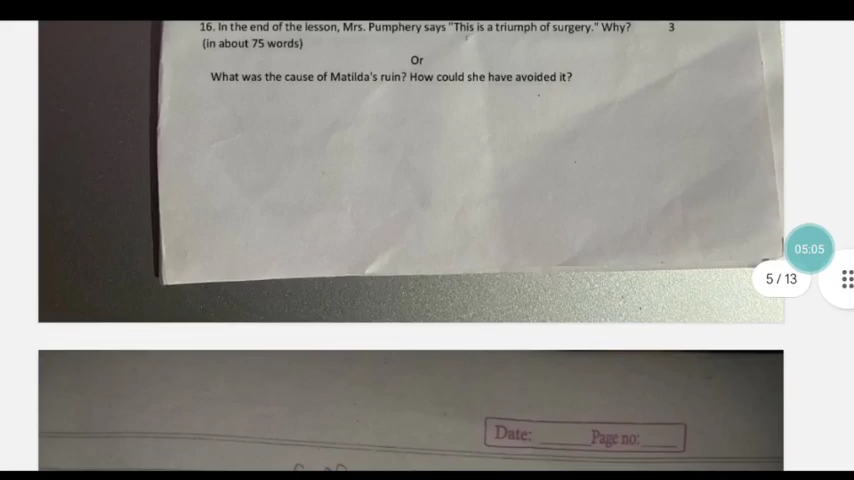 16. In the end of the lesson, Mrs. Pumphery says "This is a triumph of surgery." Why? 3
(in about 75 words)
Or
What was the cause of Matilda's ruin? How could she have avoided it?
05:05
5 / 13
Date: ______ Page no: ____